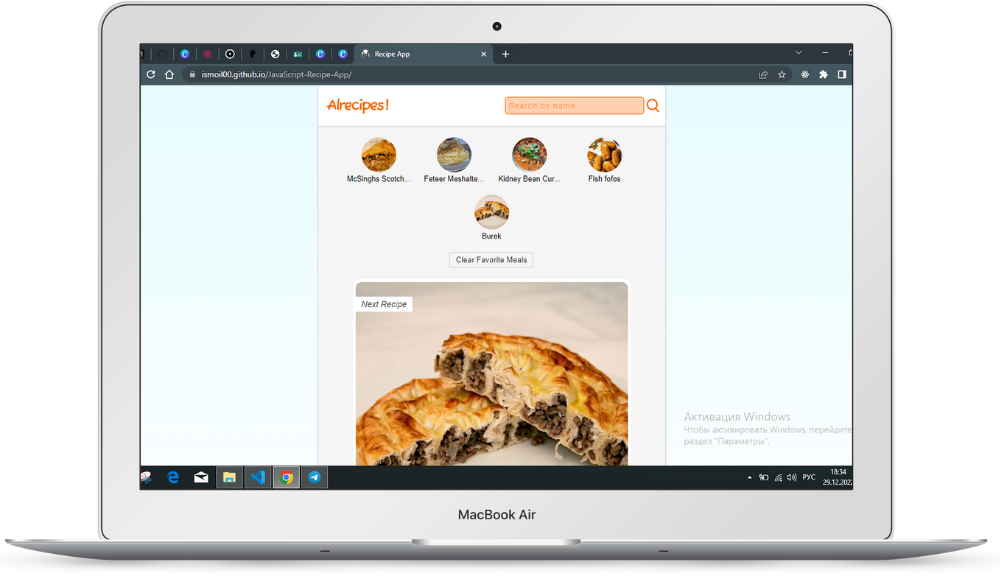 Recipe App
ismoil00.github.io/JavaScript-Recipe-App/
Alrecipes!
Search by name
McSinghs Scotch...
Feteer Meshalte...
Kidney Bean Cur...
Fish fofos
Burek
Clear Favorite Meals
Next Recipe
Активация Windows
Чтобы активировать Windows, перейдите
раздел "Параметры".
18:34
РУС
29.12.202
MacBook Air